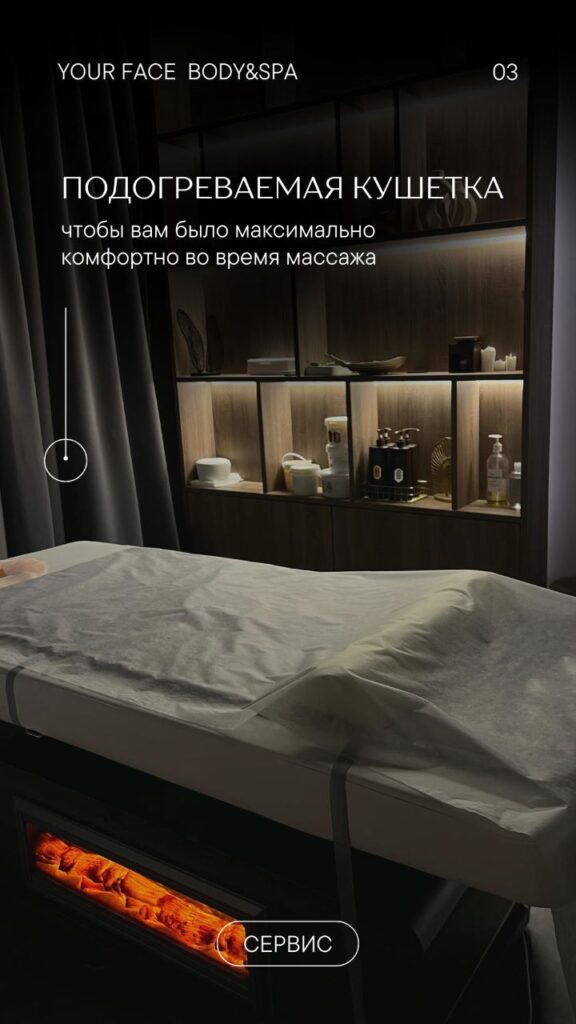 YOUR FACE BODY&SPA
03
ПОДОГРЕВАЕМАЯ КУШЕТКА
чтобы вам было максимально
комфортно во время массажа
СЕРВИС